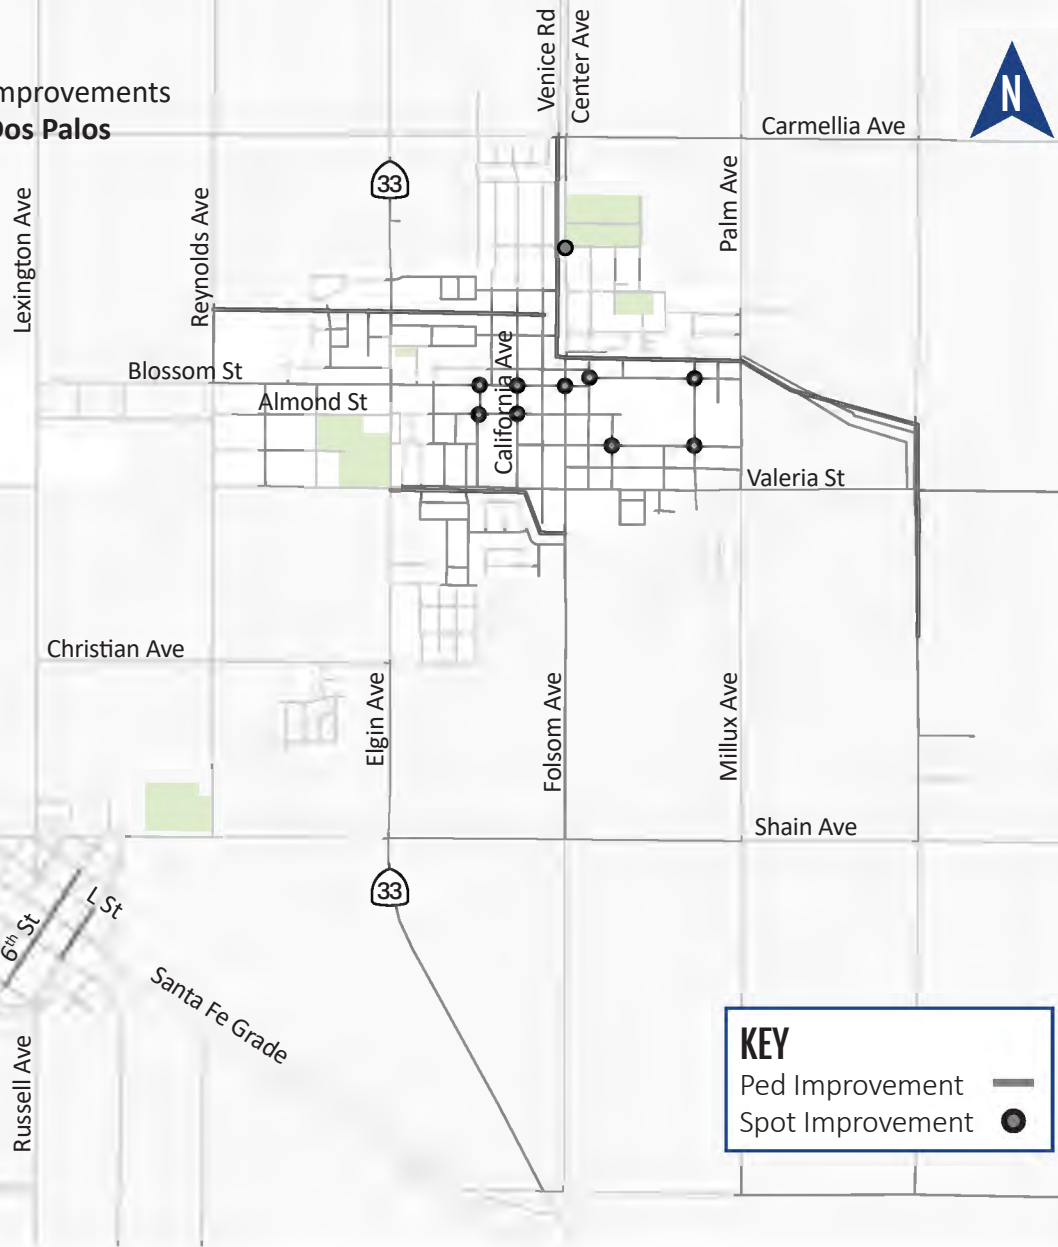 mprovements
Dos Palos
Venice Rd
Center Ave
N
Carmellia Ave
33
Palm Ave
Lexington Ave
Reynolds Ave
Blossom St
California Ave
Almond St
Valeria St
Christian Ave
Elgin Ave
Folsom Ave
Millux Ave
Shain Ave
33
L St
6th St
Santa Fe Grade
Russell Ave
KEY
Ped Improvement
Spot Improvement